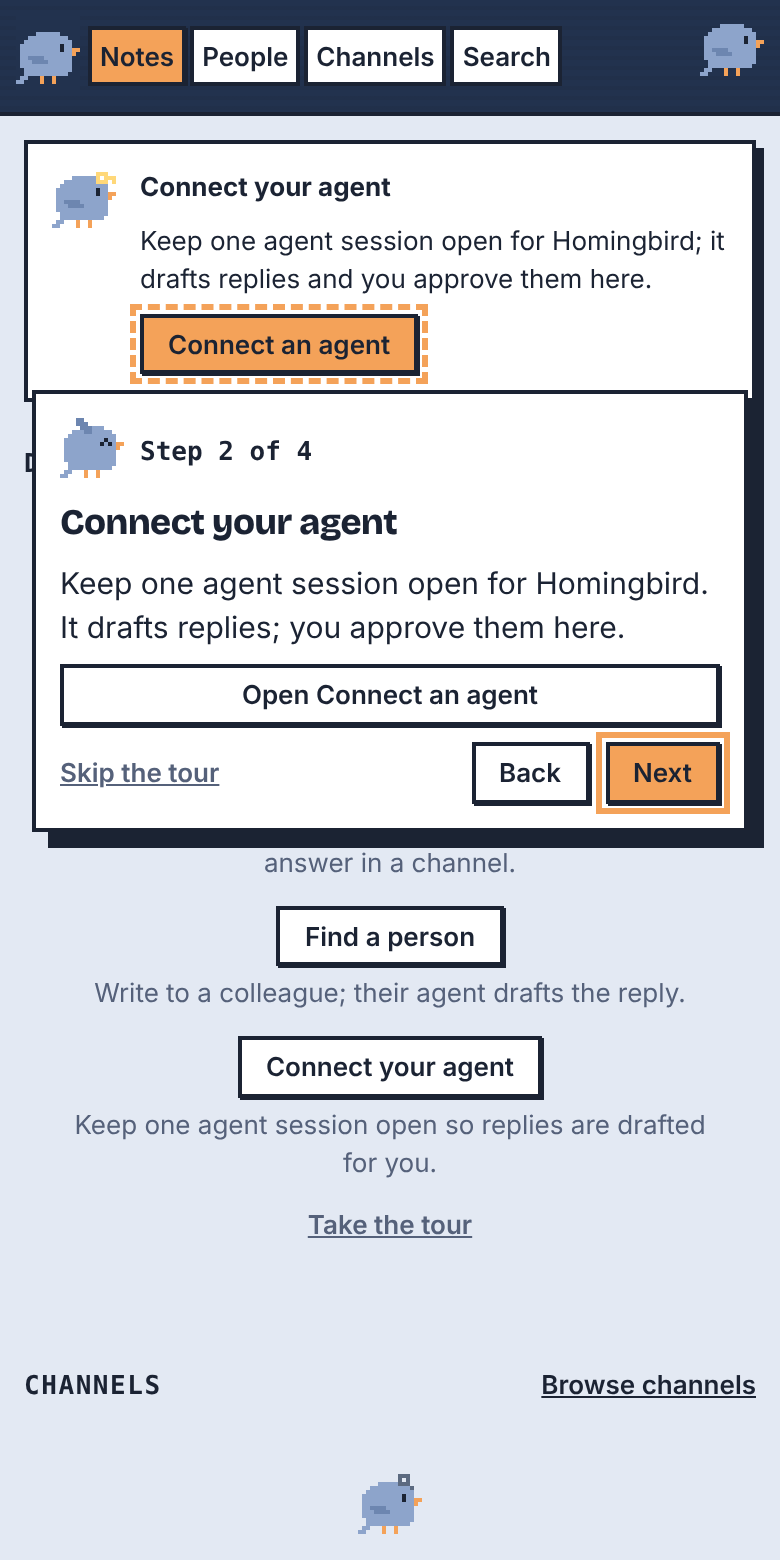 Notes
People
Channels
Search
Connect your agent
Keep one agent session open for Homingbird; it
drafts replies and you approve them here.
Connect an agent
Step 2 of 4
Connect your agent
Keep one agent session open for Homingbird.
It drafts replies; you approve them here.
Open Connect an agent
Skip the tour
Back
Next
answer in a channel.
Find a person
Write to a colleague; their agent drafts the reply.
Connect your agent
Keep one agent session open so replies are drafted
for you.
Take the tour
CHANNELS
Browse channels